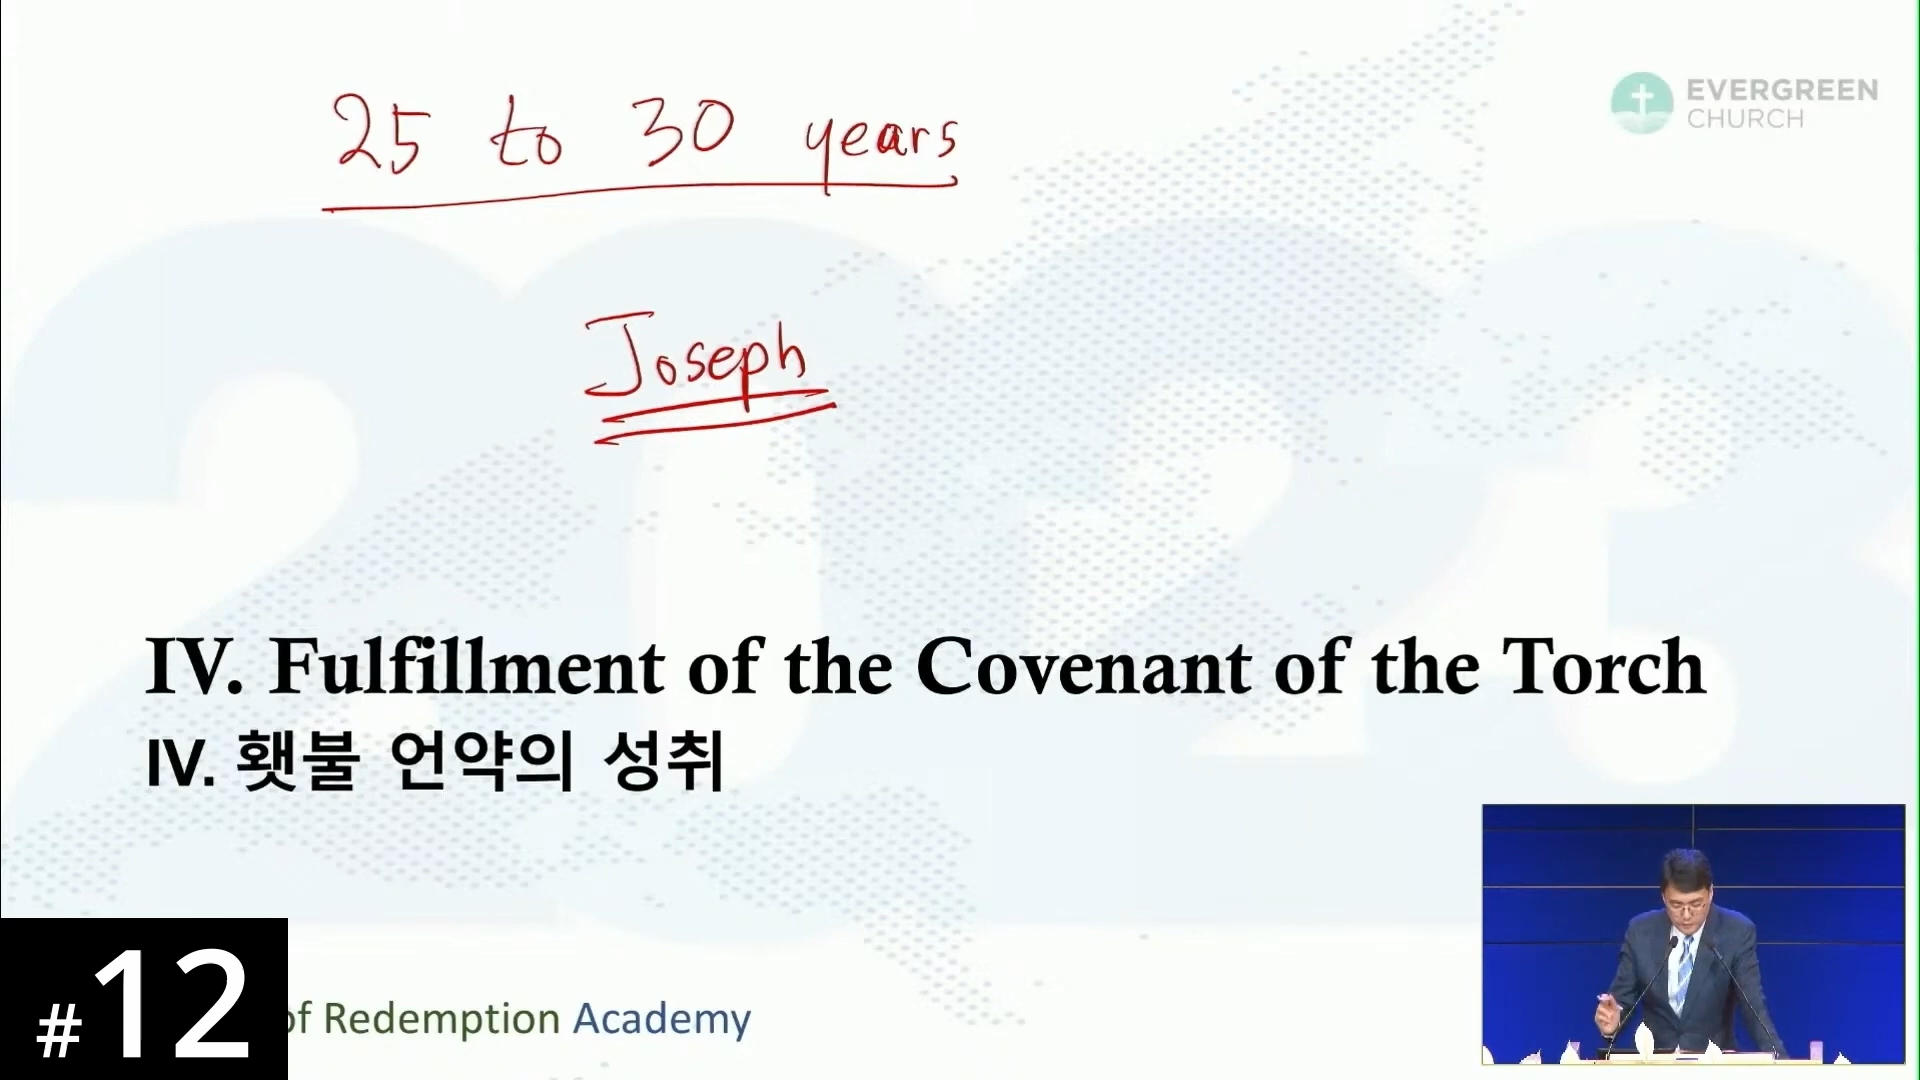 25 to 30 years
EVERGREEN
CHURCH
Joseph
IV. Fulfillment of the Covenant of the Torch
IV. 횃불 언약의 성취
#12
of Redemption Academy